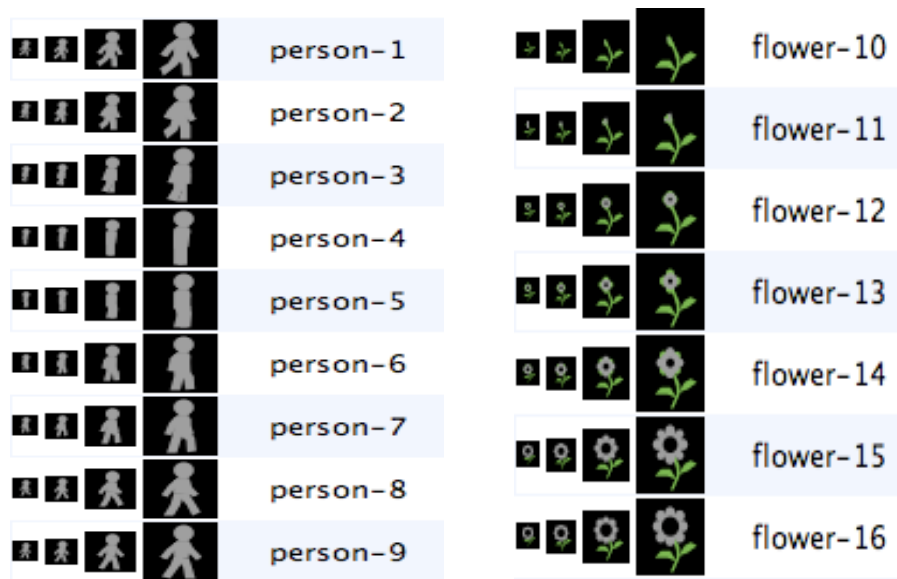 person-1
person-2
person-3
person-4
person-5
person-6
person-7
person-8
person-9
flower-10
flower-11
flower-12
flower-13
flower-14
flower-15
flower-16